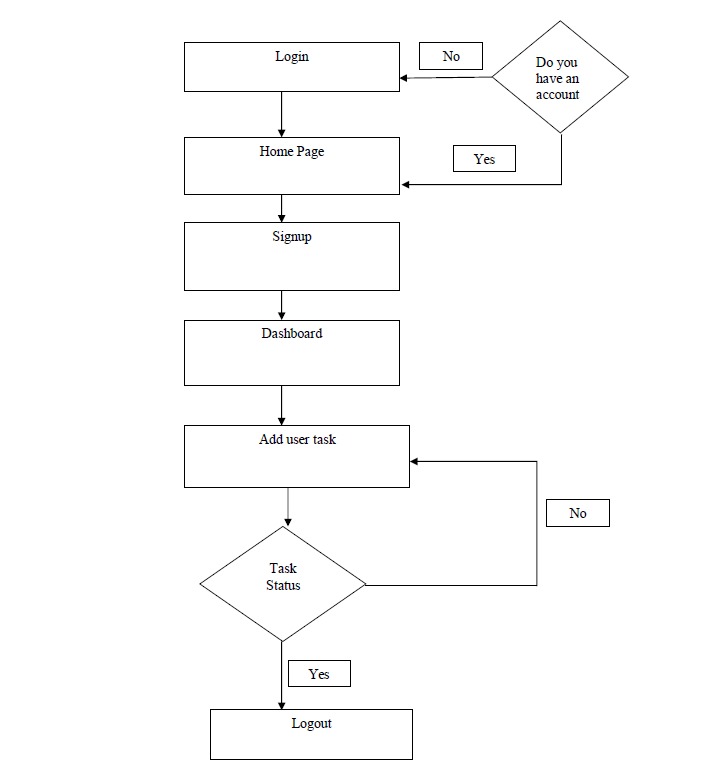 Login
No
Do you
have an
account
Home Page
Yes
Signup
Dashboard
Add user task
No
Task
Status
Yes
Logout